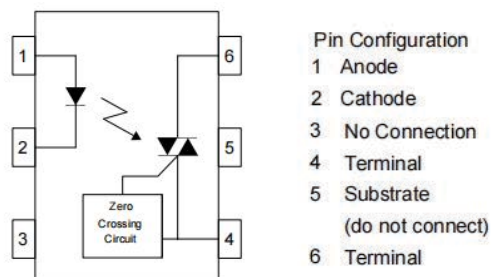 1
6
2
5
3
4
Zero
Crossing
Circuit
Pin Configuration
1 Anode
2 Cathode
3 No Connection
4 Terminal
5 Substrate
(do not connect)
6 Terminal